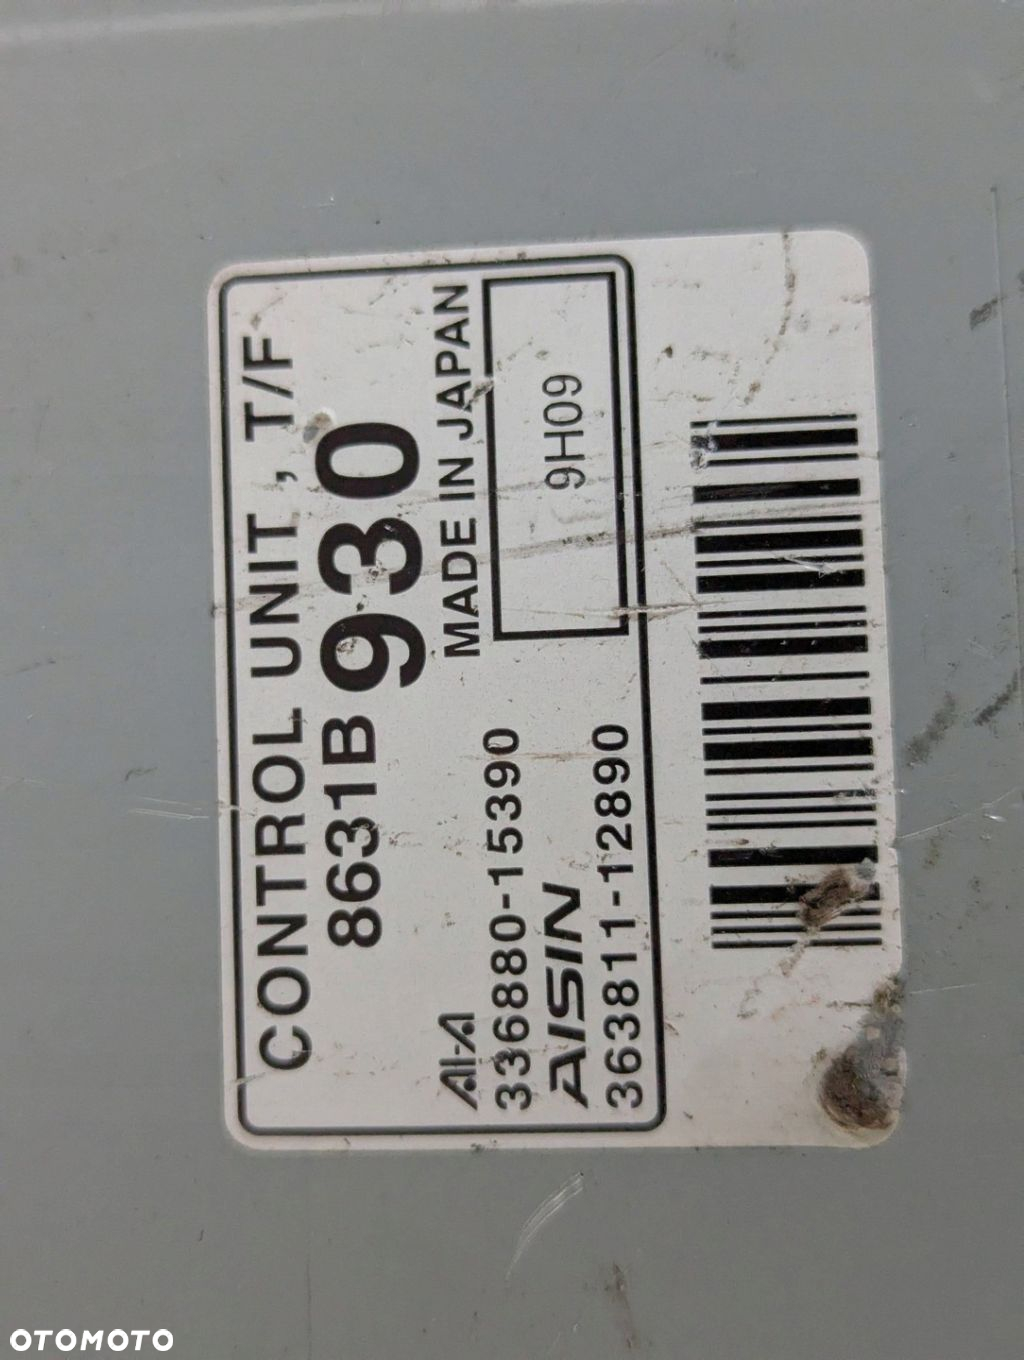 CONTROL UNIT, T/F
8631B 930
MADE IN JAPAN
AI-A
336880-15390
9H09
AISIN
363811-12890
OTOMOTO